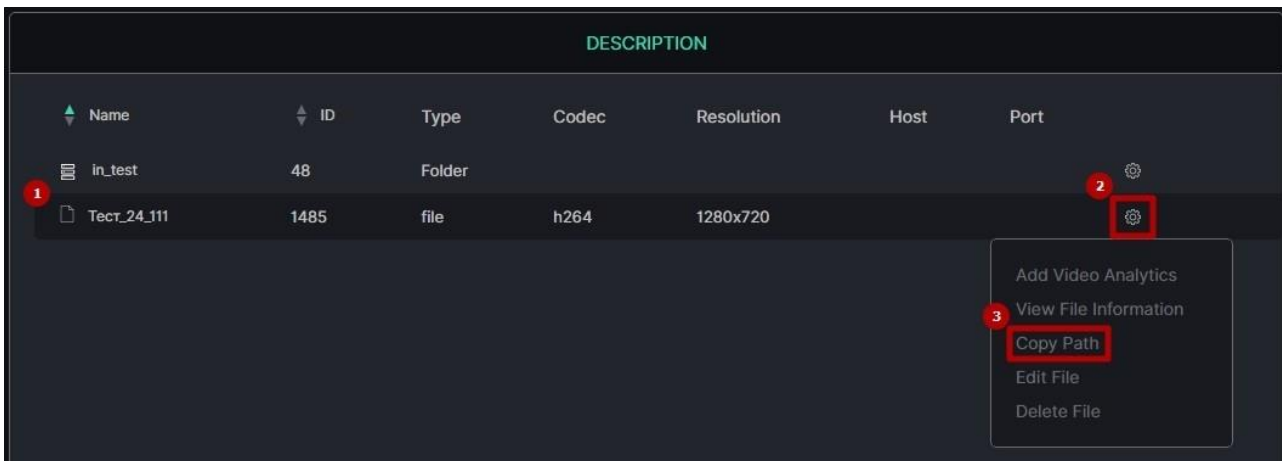 DESCRIPTION
Name ID Type Codec Resolution Host Port
in_test 48 Folder
1
2
Тест_24_111 1485 file h264 1280x720
Add Video Analytics
View File Information
3
Copy Path
Edit File
Delete File